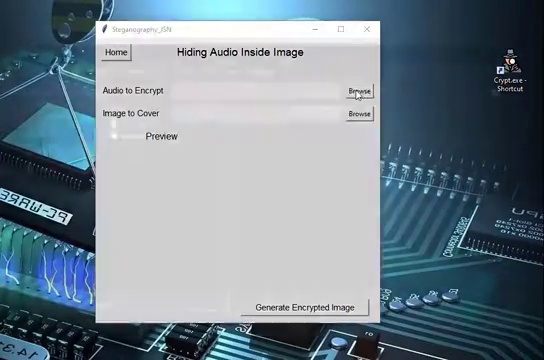 Steganography_JSN
Home
Hiding Audio Inside Image
Audio to Encrypt
Browse
Image to Cover
Browse
Preview
Generate Encrypted Image
Crypt.exe -
Shortcut
PC-WARE